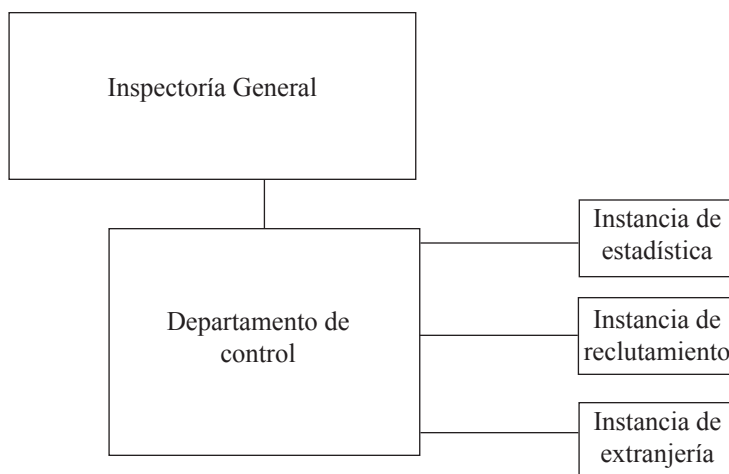 Inspectoría General
Instancia de
estadística
Departamento de
control
Instancia de
reclutamiento
Instancia de
extranjería